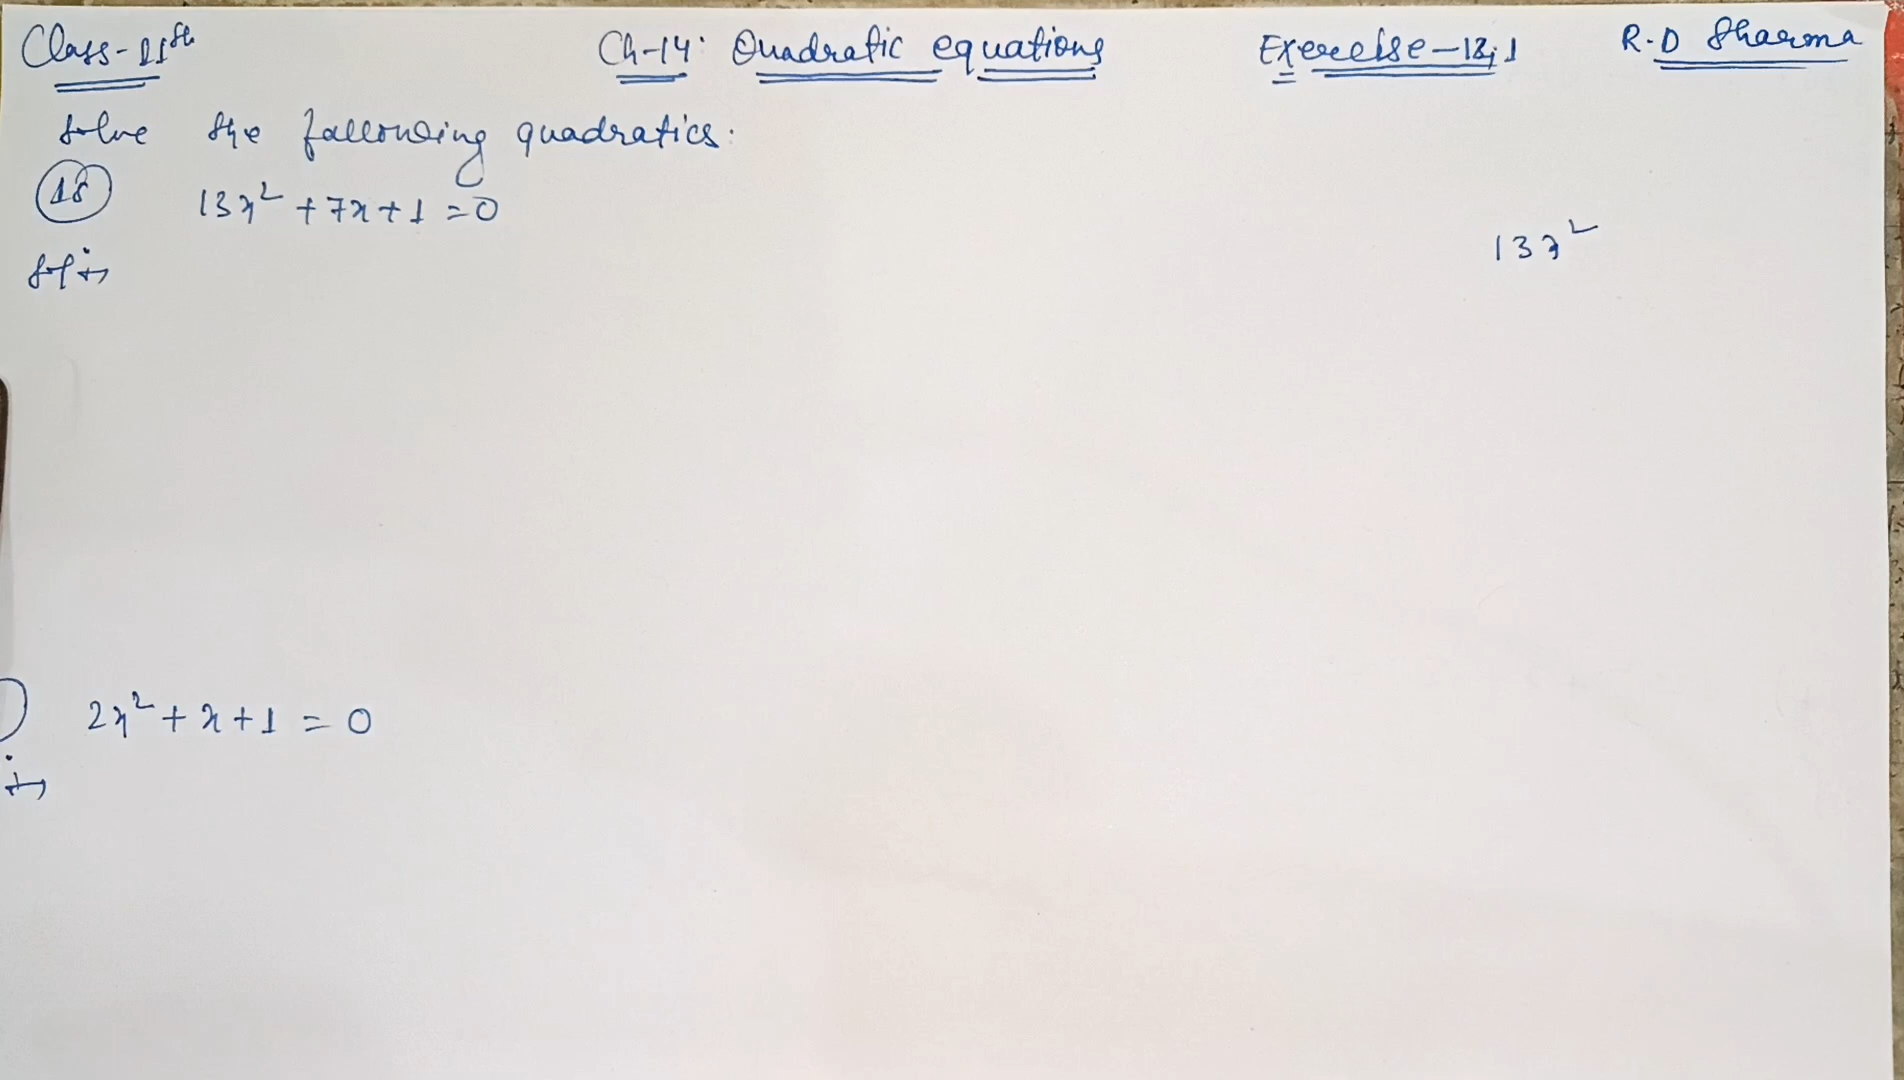 Class-11th Ch-14: Quadratic equations Exercise-13.1 R.D Sharma
Solve the following quadratics:
18 13x² + 7x + 1 = 0
13x²
Sol:→
2x² + x + 1 = 0